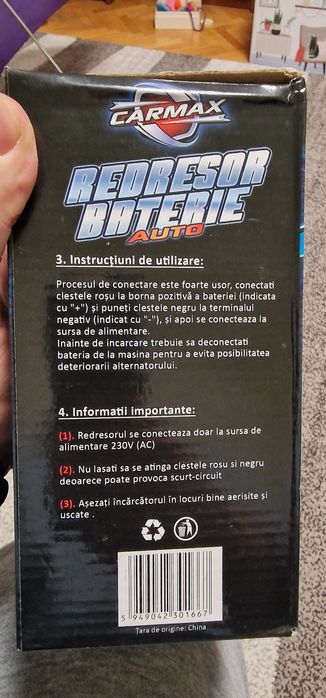 CARMAX
REDRESOR
BATERIE
AUTO
3. Instrucțiuni de utilizare:
Procesul de conectare este foarte usor, conectati
clestele roșu la borna pozitivă a bateriei (indicata
cu "+") și puneți clestele negru la terminalul
negativ (indicat cu "-"), și apoi se conecteaza la
sursa de alimentare.
Inainte de incarcare trebuie sa deconectati
bateria de la masina pentru a evita posibilitatea
deteriorarii alternatorului.
4. Informatii importante:
(1). Redresorul se conecteaza doar la sursa de
alimentare 230V (AC)
(2). Nu lasati sa se atinga clestele rosu si negru
deoarece poate provoca scurt-circuit
(3). Așezați încărcătorul în locuri bine aerisite și
uscate .
5 949042 301667
Tara de origine: China